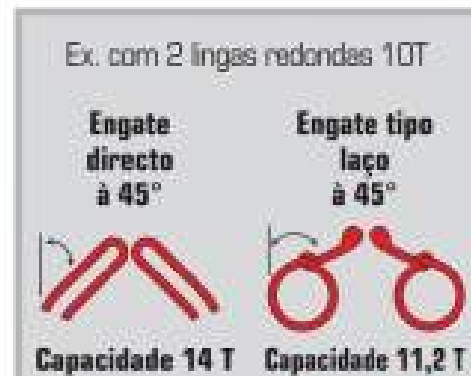 Ex. com 2 lingas redondas 10T
Engate
directo
à 45°
Engate tipo
laço
à 45°
Capacidade 14 T
Capacidade 11,2 T